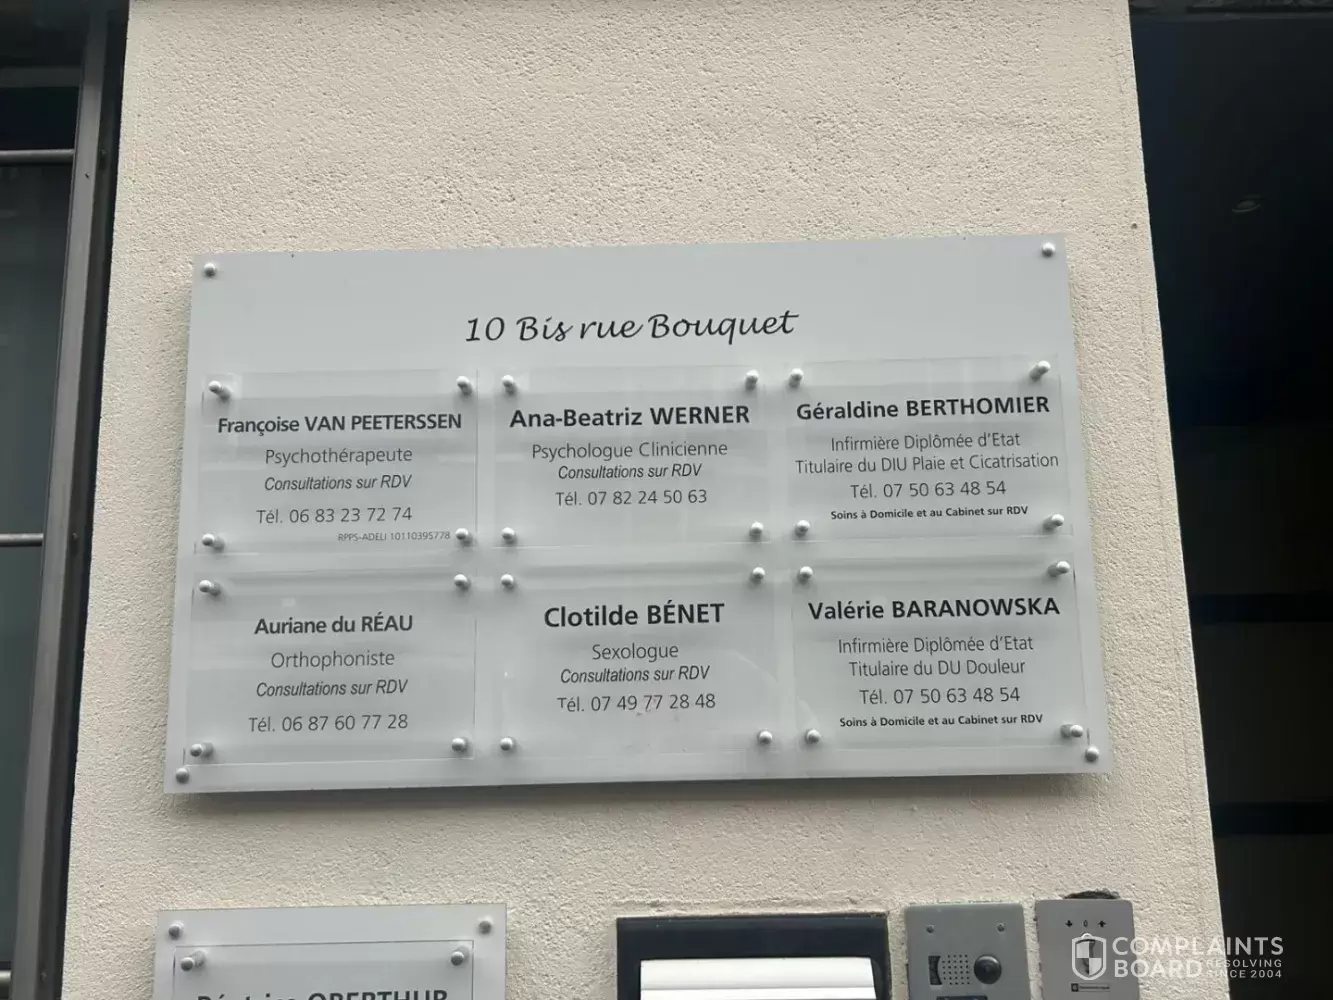 10 Bis rue Bouquet
Françoise VAN PEETERSSEN
Psychothérapeute
Consultations sur RDV
Tél. 06 83 23 72 74
RPPS-ADELI 10110395778
Ana-Beatriz WERNER
Psychologue Clinicienne
Consultations sur RDV
Tél. 07 82 24 50 63
Géraldine BERTHOMIER
Infirmière Diplômée d'Etat
Titulaire du DIU Plaie et Cicatrisation
Tél. 07 50 63 48 54
Soins à Domicile et au Cabinet sur RDV
Auriane du RÉAU
Orthophoniste
Consultations sur RDV
Tél. 06 87 60 77 28
Clotilde BÉNET
Sexologue
Consultations sur RDV
Tél. 07 49 77 28 48
Valérie BARANOWSKA
Infirmière Diplômée d'Etat
Titulaire du DU Douleur
Tél. 07 50 63 48 54
Soins à Domicile et au Cabinet sur RDV
Béatrice OBERTHUR
0
COMPLAINTS
BOARD RESOLVING
SINCE 2004